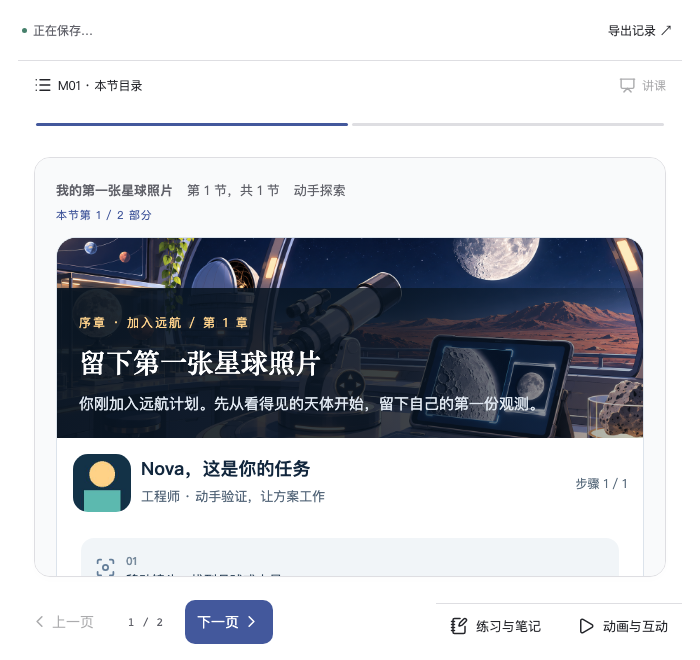 正在保存...
导出记录 ↗
M01 · 本节目录
讲课
我的第一张星球照片 第 1 节，共 1 节 动手探索
本节第 1 / 2 部分
序章 · 加入远航 / 第 1 章
留下第一张星球照片
你刚加入远航计划。先从看得见的天体开始，留下自己的第一份观测。
Nova，这是你的任务
工程师 · 动手验证，让方案工作
步骤 1 / 1
01
上一页
1 / 2
下一页
练习与笔记
动画与互动